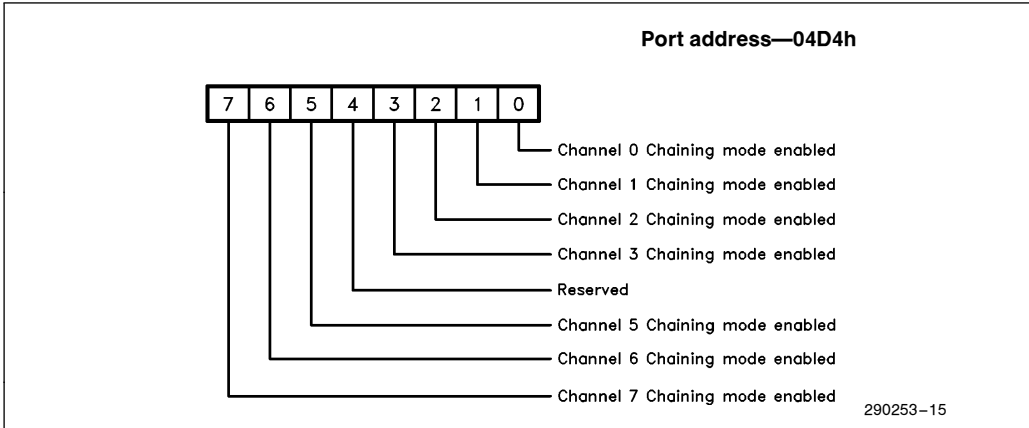 Port address—04D4h
7 6 5 4 3 2 1 0
Channel 0 Chaining mode enabled
Channel 1 Chaining mode enabled
Channel 2 Chaining mode enabled
Channel 3 Chaining mode enabled
Reserved
Channel 5 Chaining mode enabled
Channel 6 Chaining mode enabled
Channel 7 Chaining mode enabled
290253–15